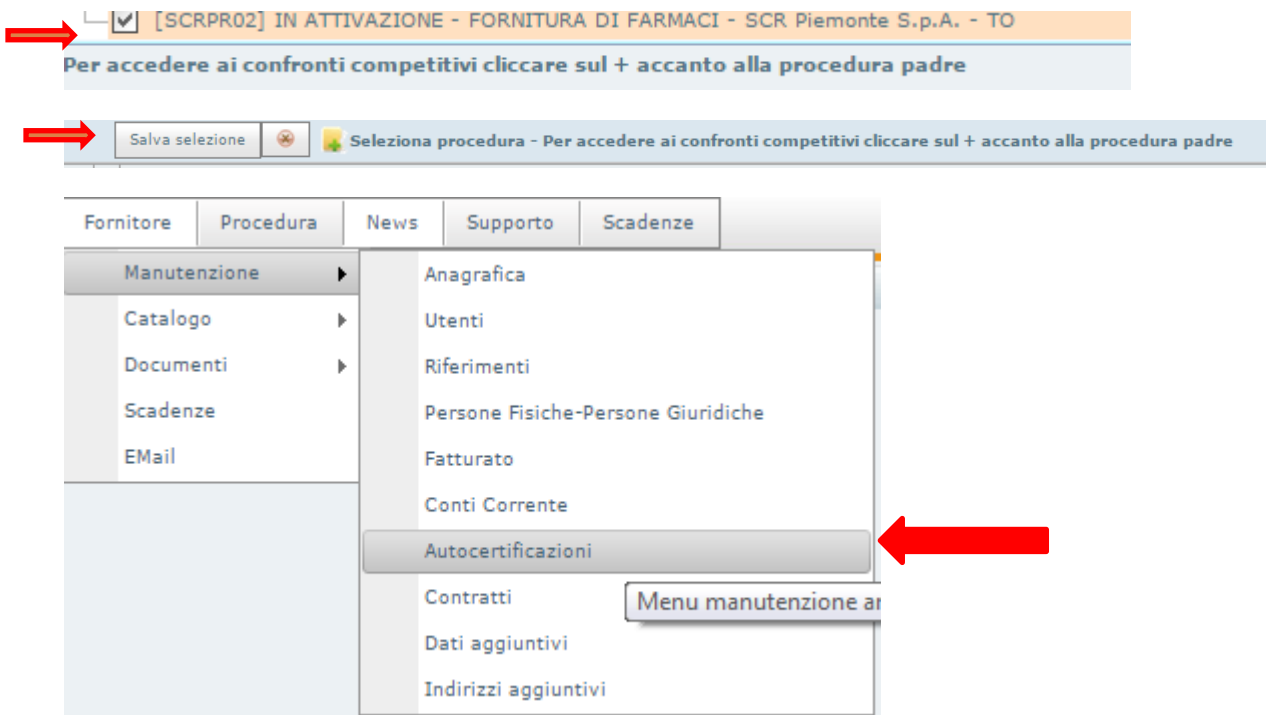 [SCRPR02] IN ATTIVAZIONE - FORNITURA DI FARMACI - SCR Piemonte S.p.A. - TO
Per accedere ai confronti competitivi cliccare sul + accanto alla procedura padre
Salva selezione Seleziona procedura - Per accedere ai confronti competitivi cliccare sul + accanto alla procedura padre
Fornitore Procedura News Supporto Scadenze
Manutenzione
Catalogo
Documenti
Scadenze
EMail
Anagrafica
Utenti
Riferimenti
Persone Fisiche-Persone Giuridiche
Fatturato
Conti Corrente
Autocertificazioni
Contratti
Menu manutenzione
Dati aggiuntivi
Indirizzi aggiuntivi